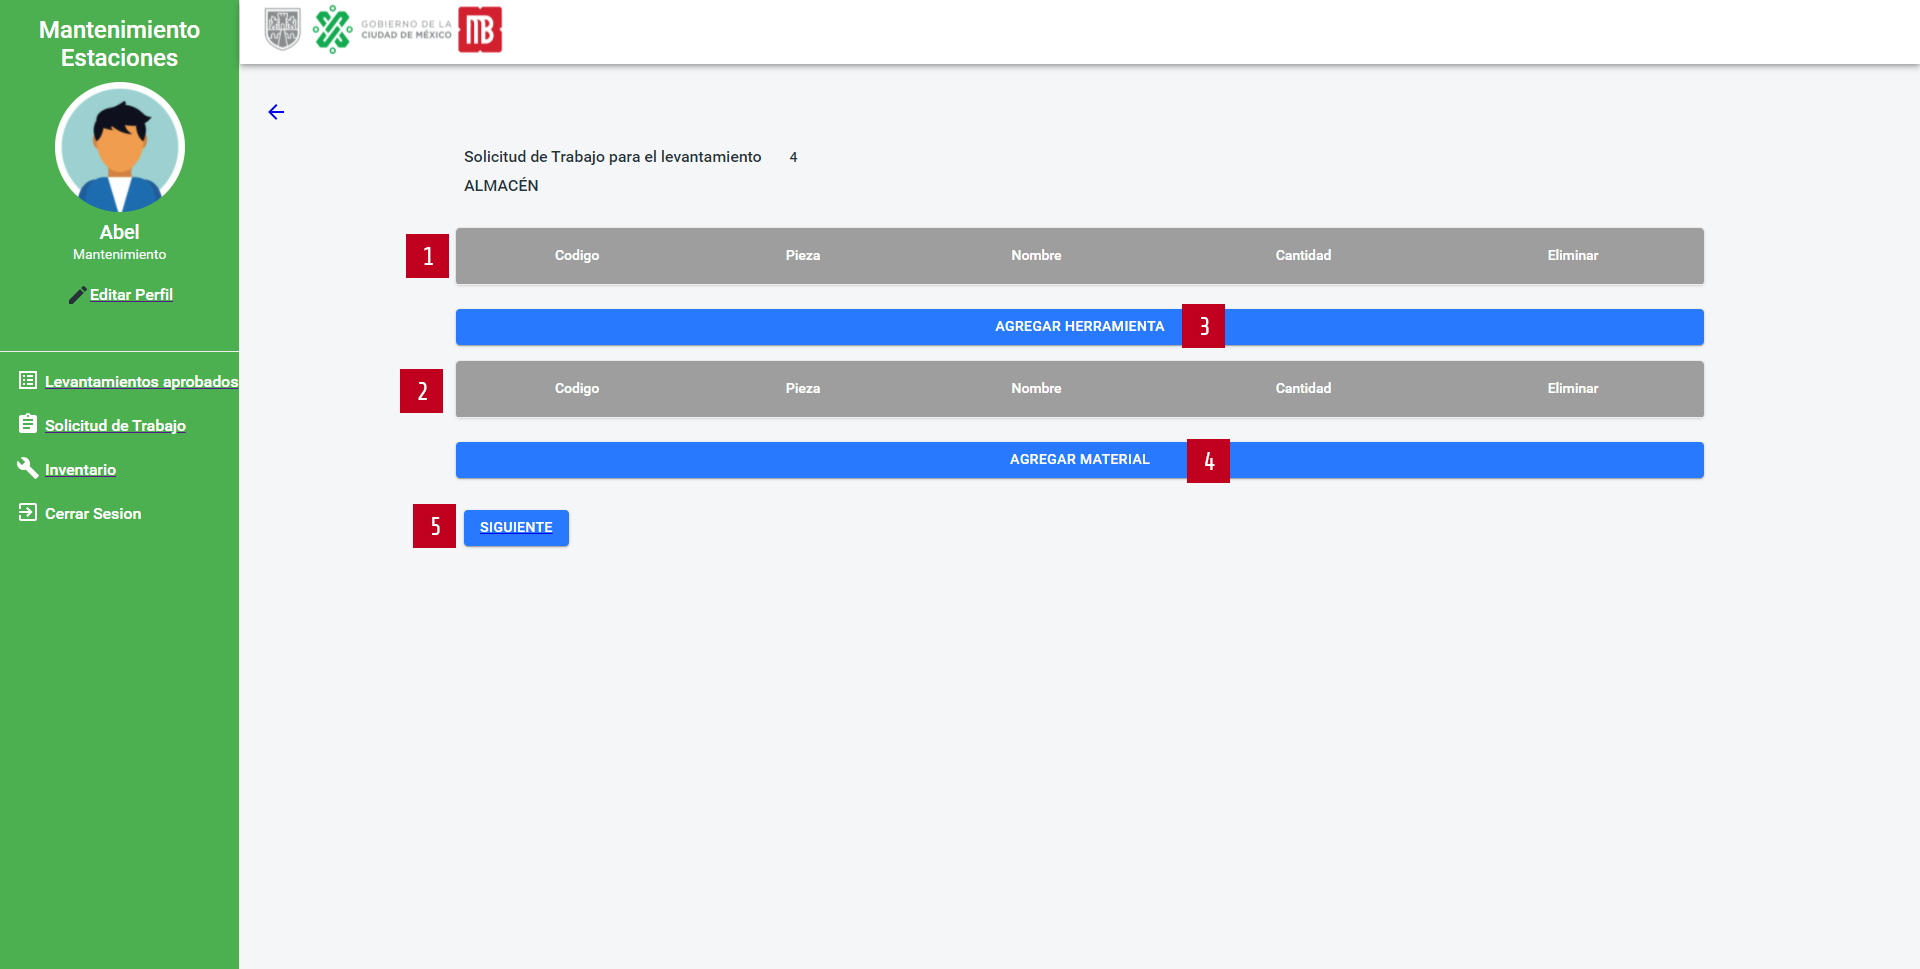 Mantenimiento
Estaciones
Abel
Mantenimiento
Editar Perfil
Levantamientos aprobados
Solicitud de Trabajo
Inventario
Cerrar Sesion
GOBIERNO DE LA
CIUDAD DE MÉXICO
MB
Solicitud de Trabajo para el levantamiento 4
ALMACÉN
1 Codigo Pieza Nombre Cantidad Eliminar
AGREGAR HERRAMIENTA 3
2 Codigo Pieza Nombre Cantidad Eliminar
AGREGAR MATERIAL 4
5 SIGUIENTE